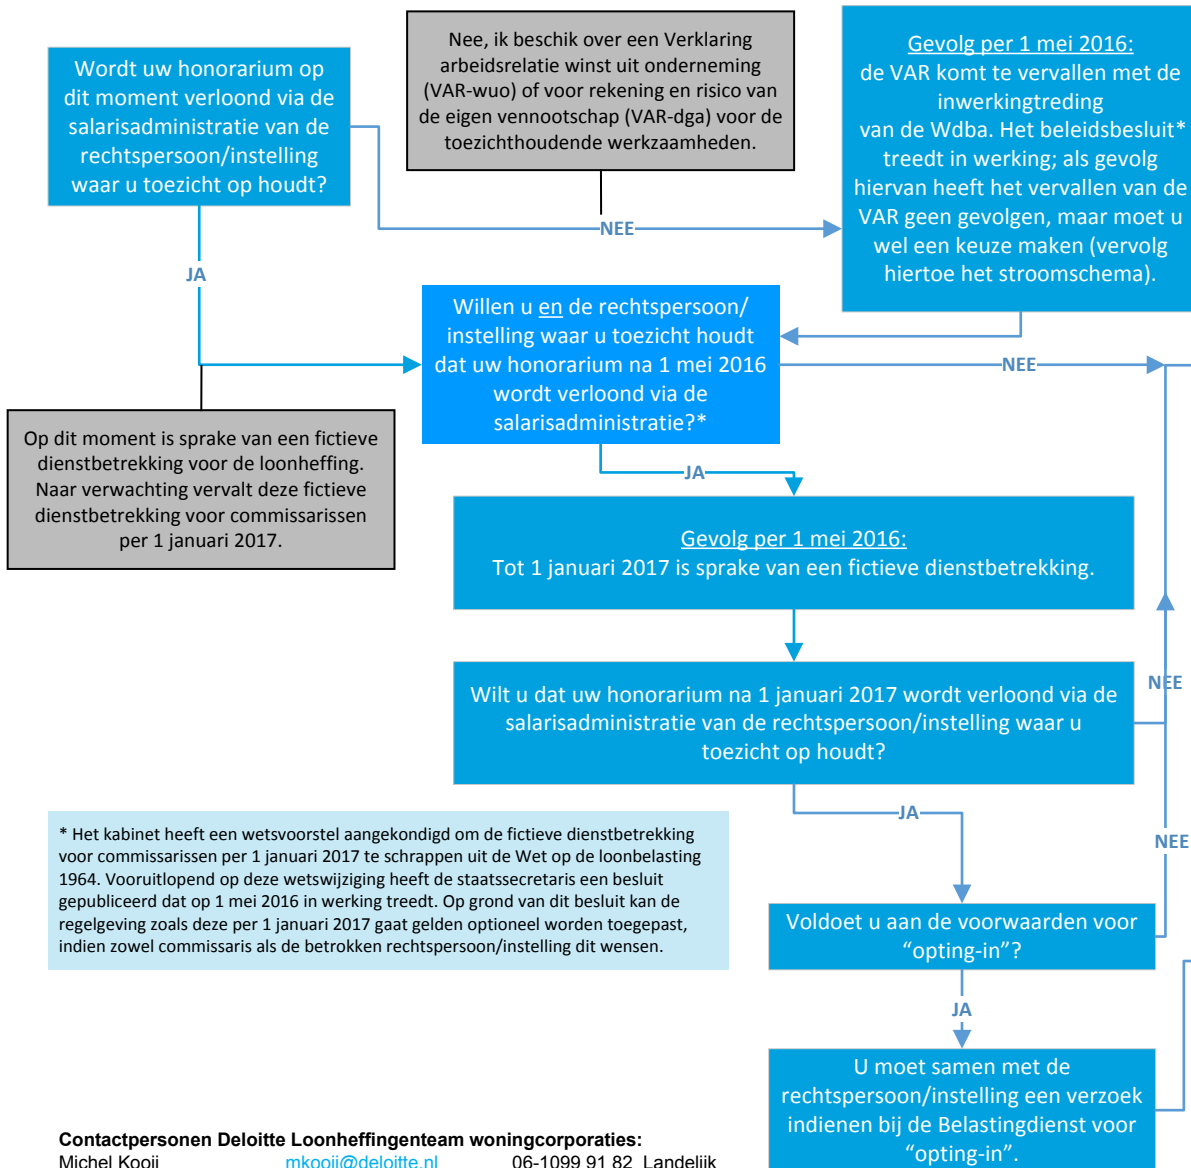 Wordt uw honorarium op
dit moment verloond via de
salarisadministratie van de
rechtspersoon/instelling
waar u toezicht op houdt?
Nee, ik beschik over een Verklaring
arbeidsrelatie winst uit onderneming
(VAR-wuo) of voor rekening en risico van
de eigen vennootschap (VAR-dga) voor de
toezichthoudende werkzaamheden.
Gevolg per 1 mei 2016:
de VAR komt te vervallen met de
inwerkingtreding
van de Wdba. Het beleidsbesluit*
treedt in werking; als gevolg
hiervan heeft het vervallen van de
VAR geen gevolgen, maar moet u
wel een keuze maken (vervolg
hiertoe het stroomschema).
NEE
JA
Willen u en de rechtspersoon/
instelling waar u toezicht houdt
dat uw honorarium na 1 mei 2016
wordt verloond via de
salarisadministratie?*
NEE
Op dit moment is sprake van een fictieve
dienstbetrekking voor de loonheffing.
Naar verwachting vervalt deze fictieve
dienstbetrekking voor commissarissen
per 1 januari 2017.
JA
Gevolg per 1 mei 2016:
Tot 1 januari 2017 is sprake van een fictieve dienstbetrekking.
Wilt u dat uw honorarium na 1 januari 2017 wordt verloond via de
salarisadministratie van de rechtspersoon/instelling waar u
toezicht op houdt?
NEE
JA
* Het kabinet heeft een wetsvoorstel aangekondigd om de fictieve dienstbetrekking
voor commissarissen per 1 januari 2017 te schrappen uit de Wet op de loonbelasting
1964. Vooruitlopend op deze wetswijziging heeft de staatssecretaris een besluit
gepubliceerd dat op 1 mei 2016 in werking treedt. Op grond van dit besluit kan de
regelgeving zoals deze per 1 januari 2017 gaat gelden optioneel worden toegepast,
indien zowel commissaris als de betrokken rechtspersoon/instelling dit wensen.
NEE
Voldoet u aan de voorwaarden voor
“opting-in”?
JA
U moet samen met de
rechtspersoon/instelling een verzoek
indienen bij de Belastingdienst voor
“opting-in”.
Contactpersonen Deloitte Loonheffingenteam woningcorporaties:
Michel Kooij mkooij@deloitte.nl 06-1099 91 82 Landelijk